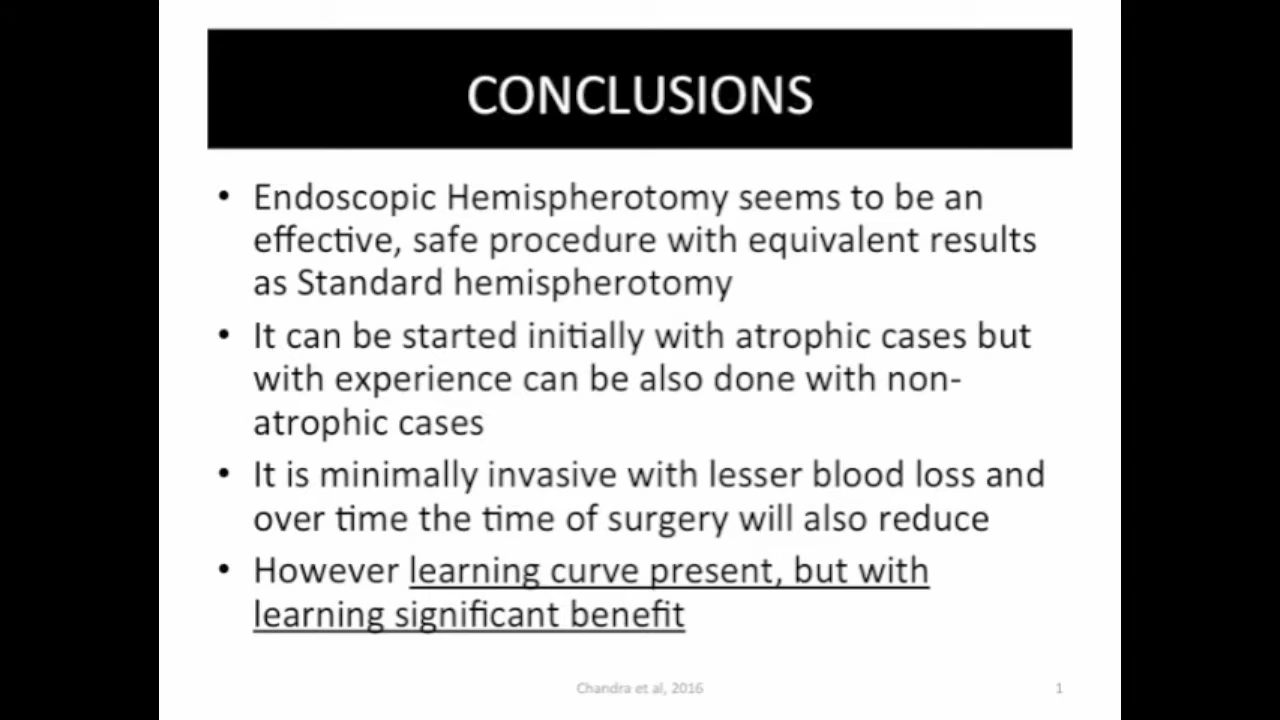 CONCLUSIONS
• Endoscopic Hemispherotomy seems to be an
effective, safe procedure with equivalent results
as Standard hemispherotomy
• It can be started initially with atrophic cases but
with experience can be also done with non-
atrophic cases
• It is minimally invasive with lesser blood loss and
over time the time of surgery will also reduce
• However learning curve present, but with
learning significant benefit
Chandra et al, 2016
1